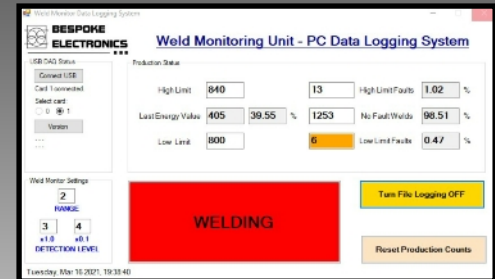 Weld Monitor Data Logging System
BESPOKE
ELECTRONICS
Weld Monitoring Unit - PC Data Logging System
USB DAQ Status
Connect USB
Card 1 connected
Select card:
0 1
Version
...
...
Production Status
High Limit 840 13 High Limit Faults 1.02 %
Last Energy Value 405 39.55 % 1253 No Fault Welds 98.51 %
Low Limit 800 6 Low Limit Faults 0.47 %
Weld Monitor Settings
2
RANGE
3 4
x1.0 x0.1
DETECTION LEVEL
WELDING
Turn File Logging OFF
Reset Production Counts
Tuesday, Mar 16 2021, 19:38:40